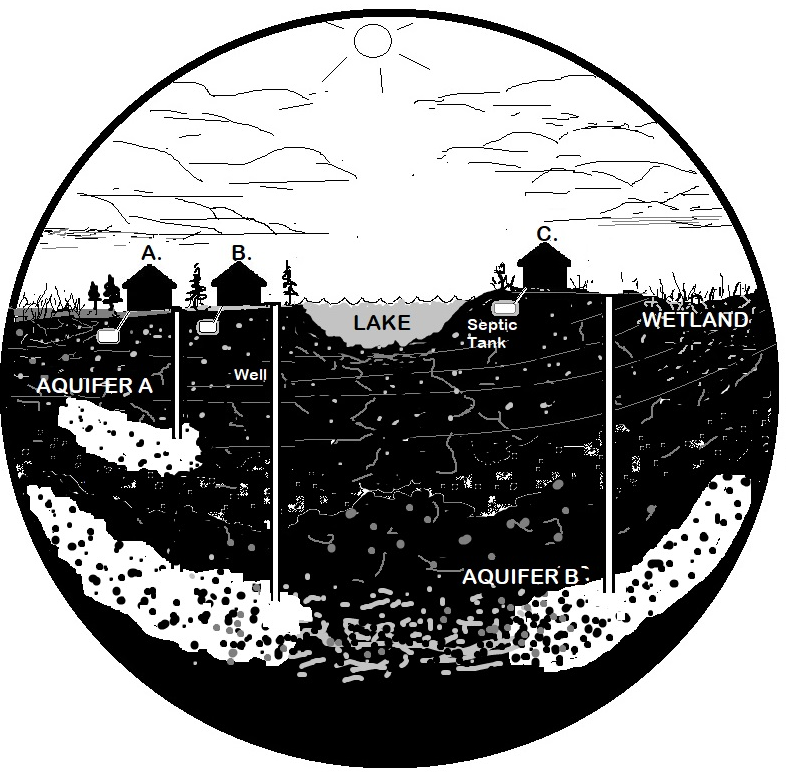 C.
A.
B.
LAKE
Septic
Tank
WETLAND
Well
AQUIFER A
AQUIFER B